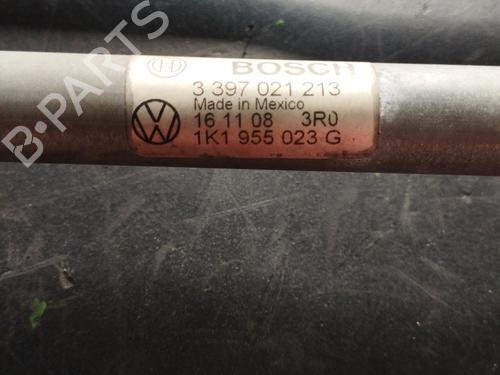 BOSCH
3 397 021 213
Made in Mexico
16 11 08 3R0
1K1 955 023 G
B-PARTS